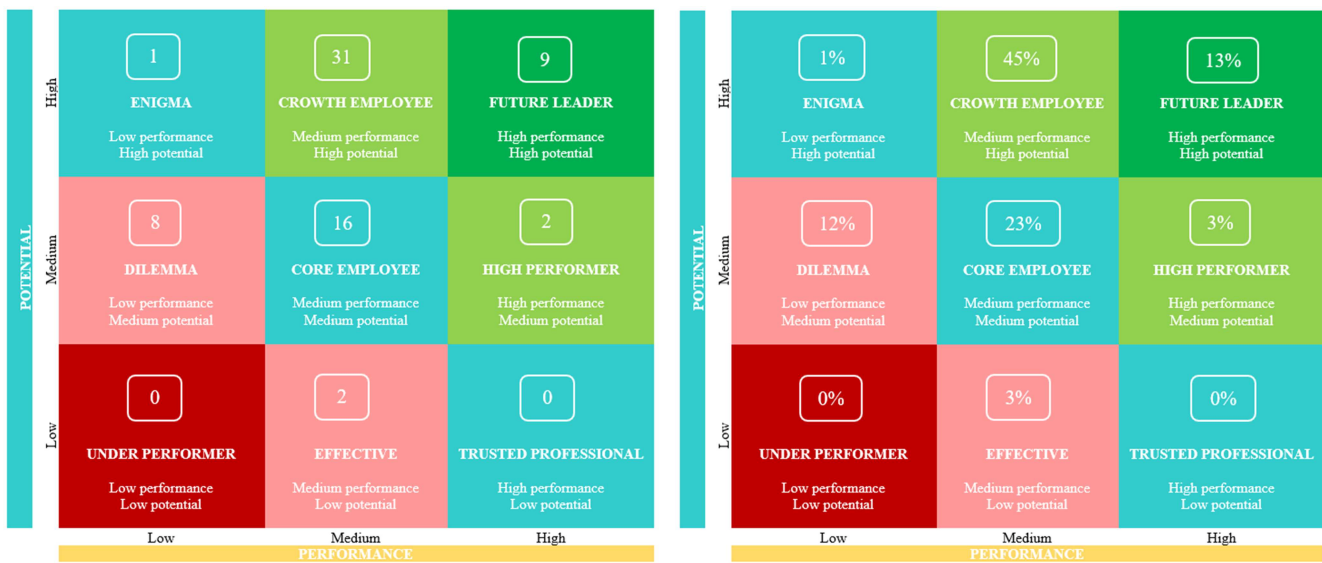 POTENTIAL
High
1
31
9
ENIGMA
CROWTH EMPLOYEE
FUTURE LEADER
Low performance
High potential
Medium performance
High potential
High performance
High potential
Medium
8
16
2
DILEMMA
CORE EMPLOYEE
HIGH PERFORMER
Low performance
Medium potential
Medium performance
Medium potential
High performance
Medium potential
Low
0
2
0
UNDER PERFORMER
EFFECTIVE
TRUSTED PROFESSIONAL
Low performance
Low potential
Medium performance
Low potential
High performance
Low potential
Low
Medium
High
PERFORMANCE
POTENTIAL
High
1%
45%
13%
ENIGMA
CROWTH EMPLOYEE
FUTURE LEADER
Low performance
High potential
Medium performance
High potential
High performance
High potential
Medium
12%
23%
3%
DILEMMA
CORE EMPLOYEE
HIGH PERFORMER
Low performance
Medium potential
Medium performance
Medium potential
High performance
Medium potential
Low
0%
3%
0%
UNDER PERFORMER
EFFECTIVE
TRUSTED PROFESSIONAL
Low performance
Low potential
Medium performance
Low potential
High performance
Low potential
Low
Medium
High
PERFORMANCE